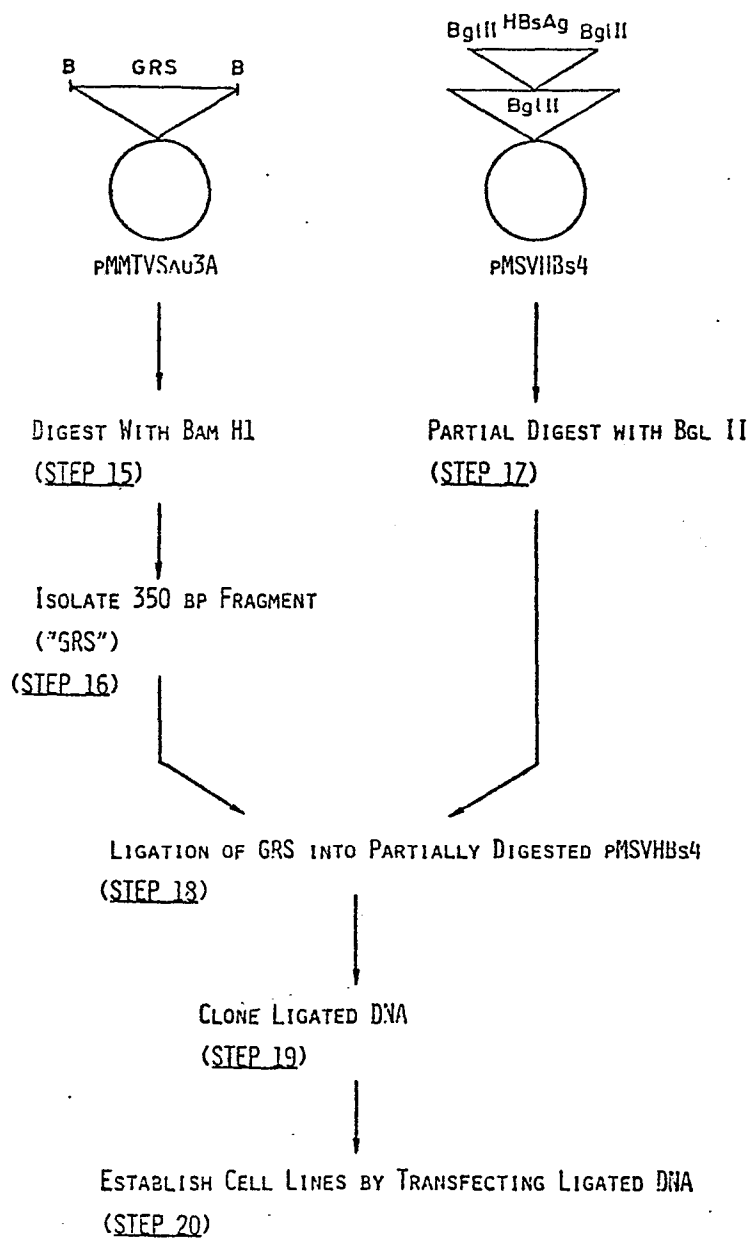 B GRS B
BglII HBsAg BglII
BglII
pMMTVSAu3A
pMSVHBs4
DIGEST WITH BAM H1
(STEP 15)
PARTIAL DIGEST WITH BGL II
(STEP 17)
ISOLATE 350 BP FRAGMENT
("GRS")
(STEP 16)
LIGATION OF GRS INTO PARTIALLY DIGESTED pMSVHBs4
(STEP 18)
CLONE LIGATED DNA
(STEP 19)
ESTABLISH CELL LINES BY TRANSFECTING LIGATED DNA
(STEP 20)